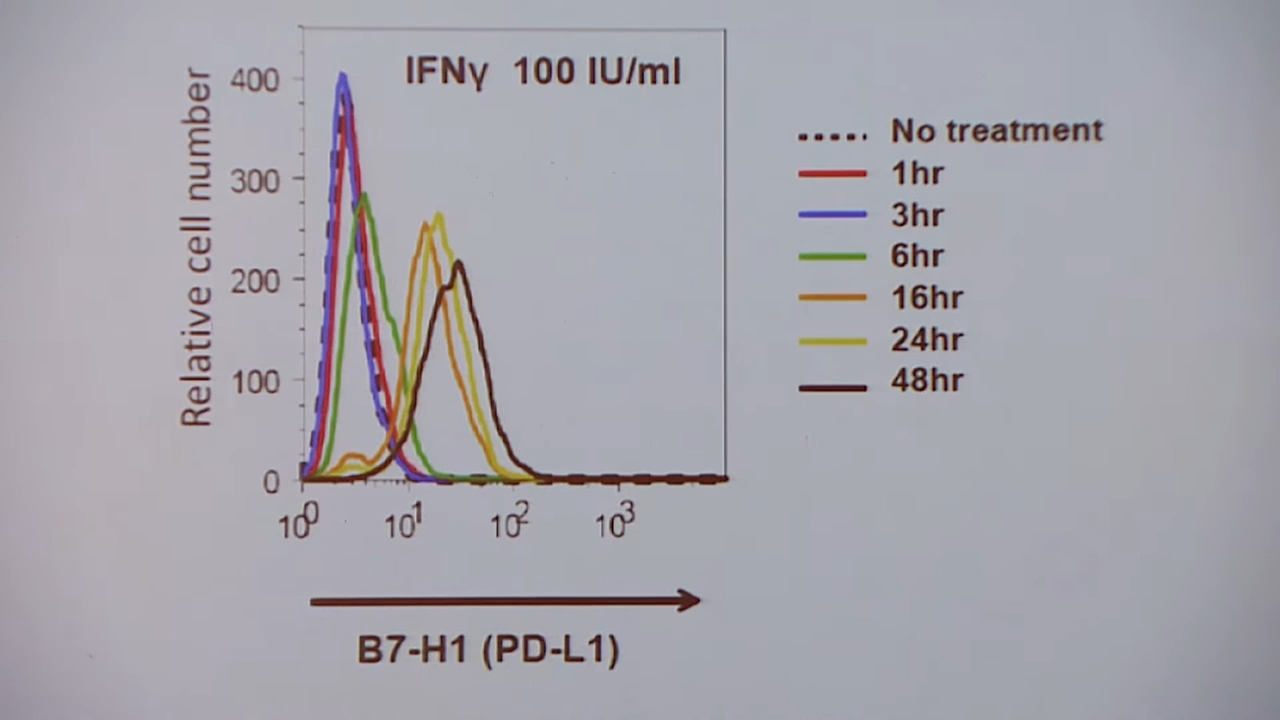 IFNγ 100 IU/ml
Relative cell number
400
300
200
100
0
10⁰ 10¹ 10² 10³
B7-H1 (PD-L1)
No treatment
1hr
3hr
6hr
16hr
24hr
48hr